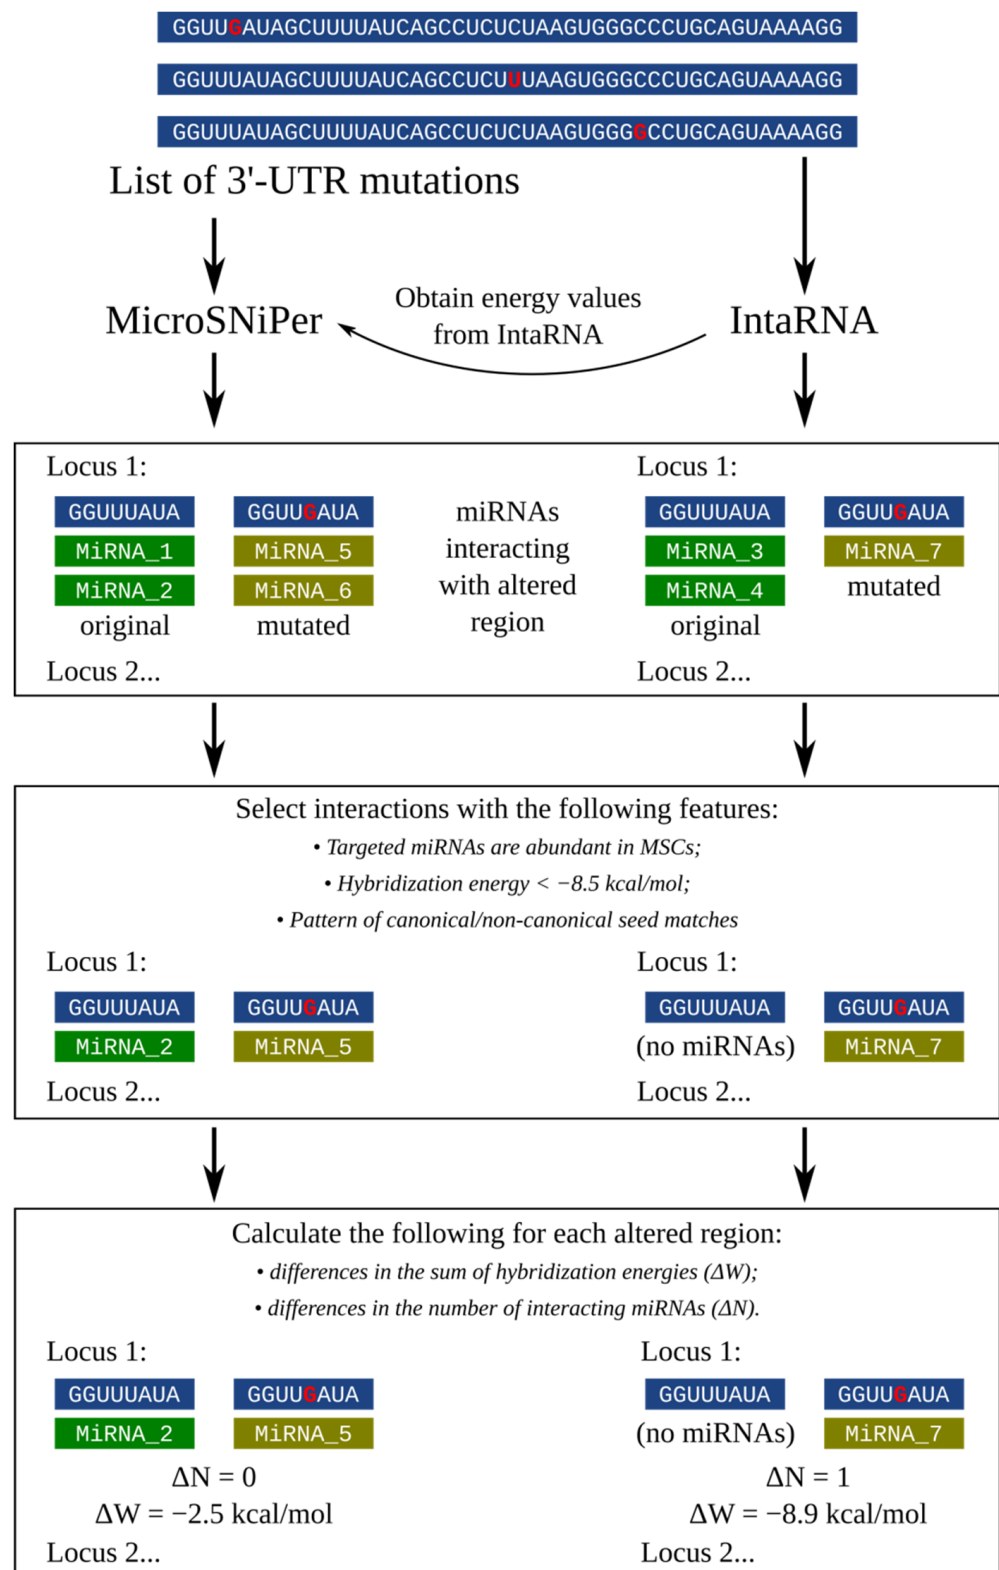 GGUUGAUAGCUUUUAUCAGCCUCUCUAAGUGGGCCCUGCAGUAAAAGG
GGUUUAUAGCUUUUAUCAGCCUCUUUAAGUGGGCCCUGCAGUAAAAGG
GGUUUAUAGCUUUUAUCAGCCUCUCUAAGUGGGGCCUGCAGUAAAAGG
List of 3'-UTR mutations
MicroSNiPer
Obtain energy values
from IntaRNA
IntaRNA
Locus 1:
GGUUUAUA
MiRNA_1
MiRNA_2
original
GGUUGAUA
MiRNA_5
MiRNA_6
mutated
Locus 2...
miRNAs
interacting
with altered
region
Locus 1:
GGUUUAUA
MiRNA_3
MiRNA_4
original
GGUUGAUA
MiRNA_7
mutated
Locus 2...
Select interactions with the following features:
• Targeted miRNAs are abundant in MSCs;
• Hybridization energy < −8.5 kcal/mol;
• Pattern of canonical/non-canonical seed matches
Locus 1:
GGUUUAUA
MiRNA_2
GGUUGAUA
MiRNA_5
Locus 2...
Locus 1:
GGUUUAUA
(no miRNAs)
GGUUGAUA
MiRNA_7
Locus 2...
Calculate the following for each altered region:
• differences in the sum of hybridization energies (ΔW);
• differences in the number of interacting miRNAs (ΔN).
Locus 1:
GGUUUAUA
MiRNA_2
GGUUGAUA
MiRNA_5
ΔN = 0
ΔW = −2.5 kcal/mol
Locus 2...
Locus 1:
GGUUUAUA
(no miRNAs)
GGUUGAUA
MiRNA_7
ΔN = 1
ΔW = −8.9 kcal/mol
Locus 2...